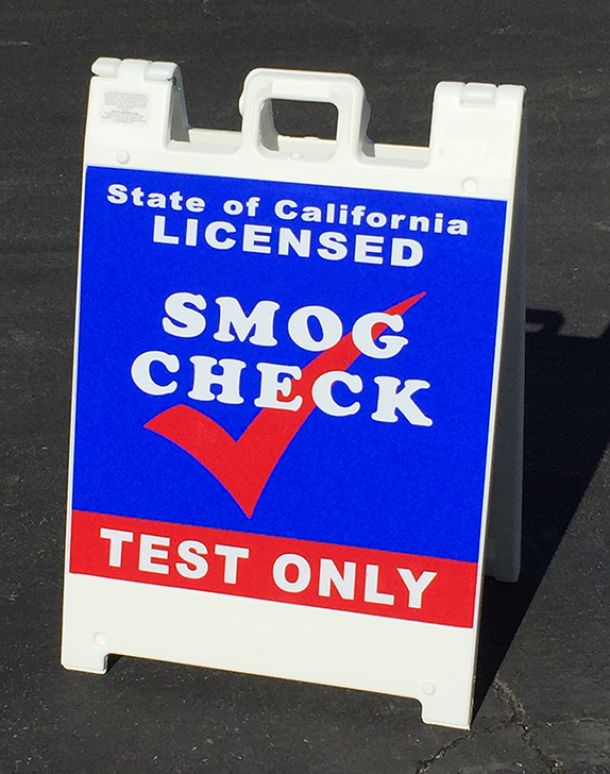 State of California
LICENSED
SMOG
CHECK
TEST ONLY